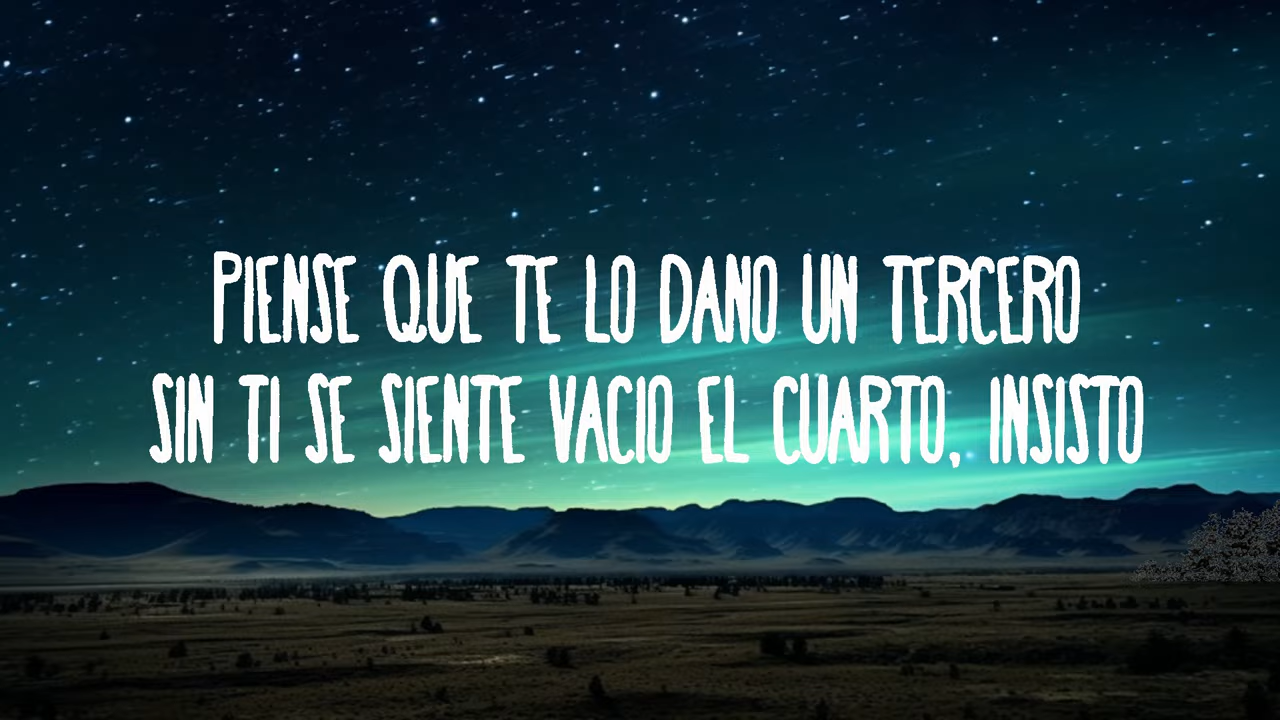 PIENSE QUE TE LO DANO UN TERCERO
SIN TI SE SIENTE VACIO EL CUARTO, INSISTO